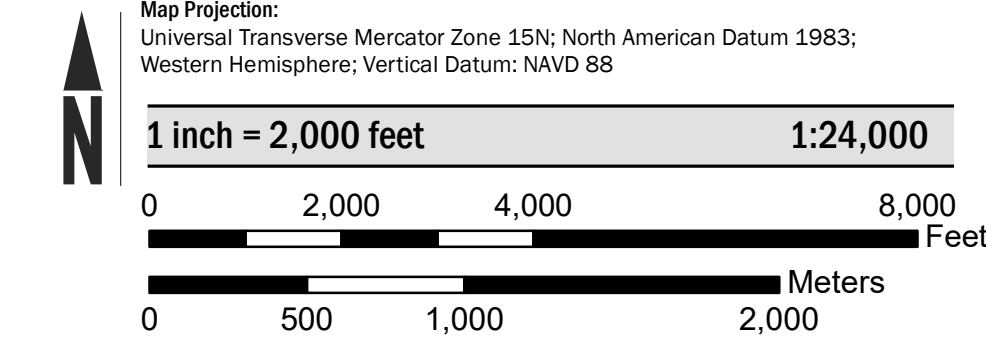 Map Projection:
Universal Transverse Mercator Zone 15N; North American Datum 1983;
Western Hemisphere; Vertical Datum: NAVD 88
N
1 inch = 2,000 feet 1:24,000
0 2,000 4,000 8,000
Feet
Meters
0 500 1,000 2,000